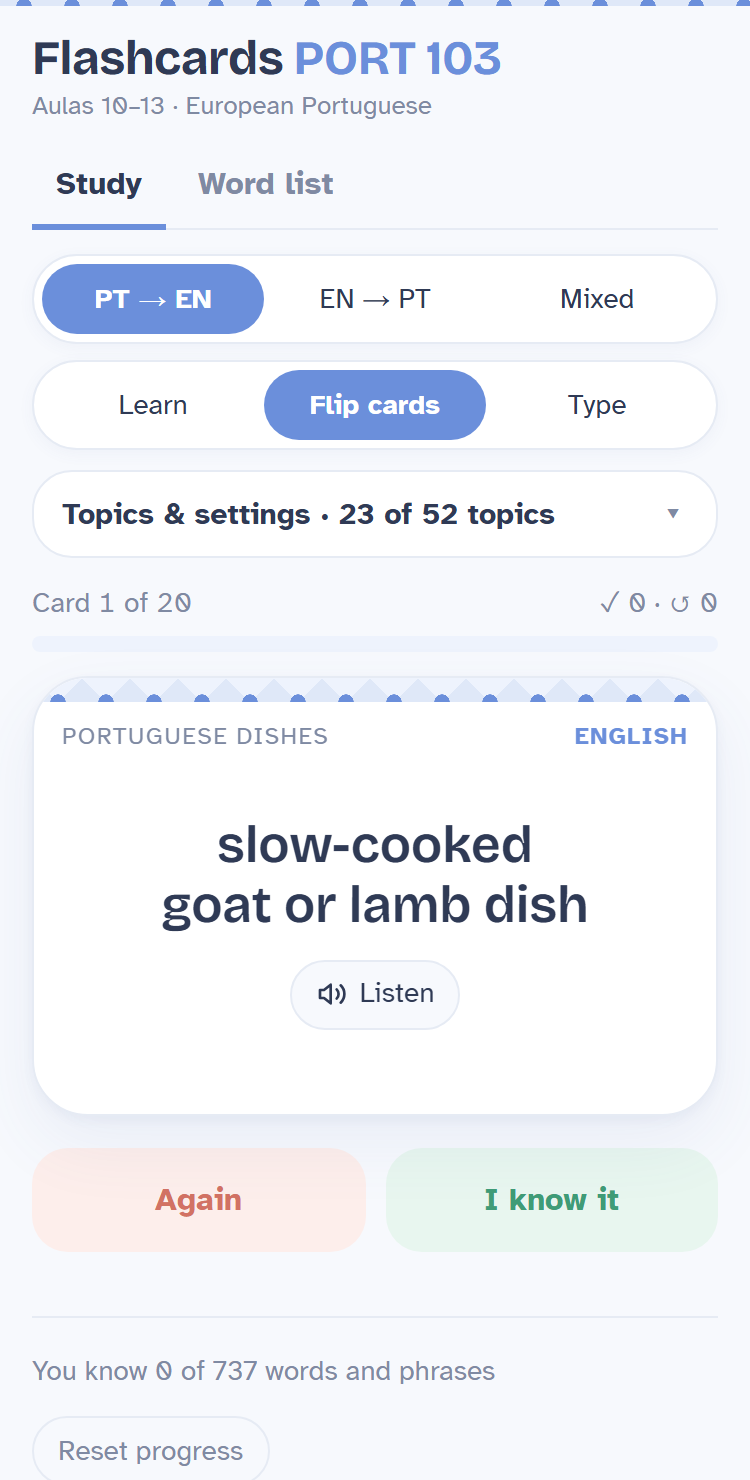 Flashcards PORT 103
Aulas 10–13 · European Portuguese
Study Word list
PT → EN EN → PT Mixed
Learn Flip cards Type
Topics & settings · 23 of 52 topics ▼
Card 1 of 20 ✓ 0 · ↺ 0
PORTUGUESE DISHES ENGLISH
slow-cooked
goat or lamb dish
Listen
Again I know it
You know 0 of 737 words and phrases
Reset progress